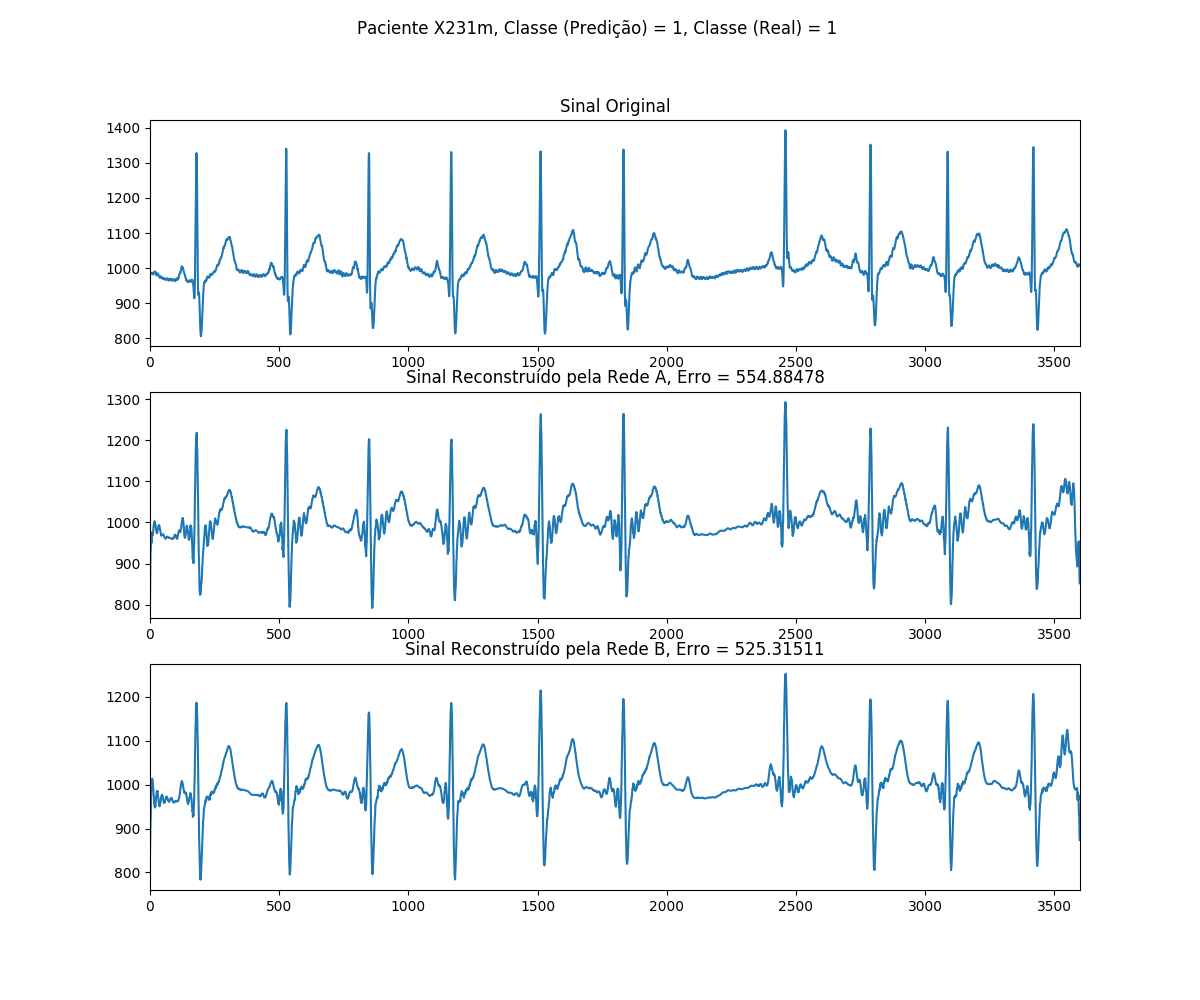 Paciente X231m, Classe (Predição) = 1, Classe (Real) = 1
Sinal Original
1400
1300
1200
1100
1000
900
800
0 500 1000 1500 2000 2500 3000 3500
Sinal Reconstruído pela Rede A, Erro = 554.88478
1300
1200
1100
1000
900
800
0 500 1000 1500 2000 2500 3000 3500
Sinal Reconstruído pela Rede B, Erro = 525.31511
1200
1100
1000
900
800
0 500 1000 1500 2000 2500 3000 3500